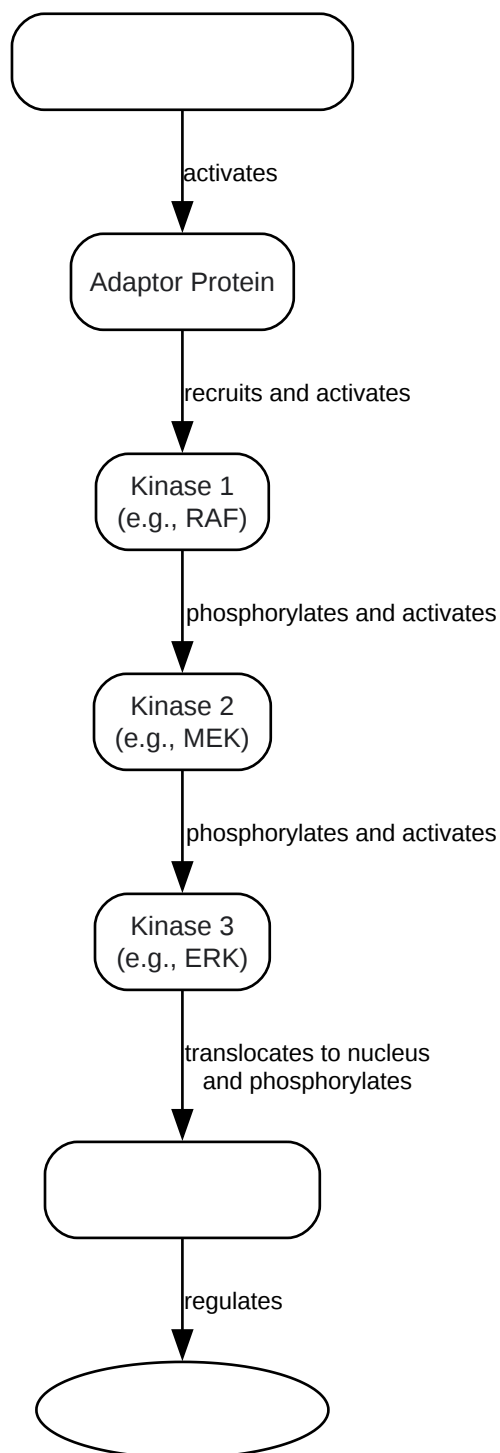 activates
Adaptor Protein
recruits and activates
Kinase 1
(e.g., RAF)
phosphorylates and activates
Kinase 2
(e.g., MEK)
phosphorylates and activates
Kinase 3
(e.g., ERK)
translocates to nucleus
and phosphorylates
regulates